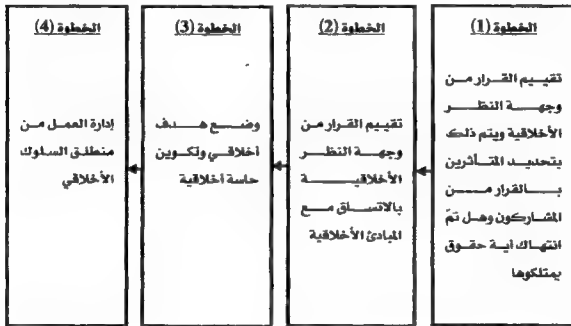 الخطوة (1)
تقييم القرار من
وجهة النظر
الأخلاقية ويتم ذلك
بتحديد المتأثرين
بالقرار من
المشاركون وهل تمّ
انتهاك أية حقوق
يمتلكوها
الخطوة (2)
تقييم القرار من
وجهة النظر
الأخلاقية
بالاتساق مع
المبادئ الأخلاقية
الخطوة (3)
وضع هدف
أخلاقي وتكوين
حاسة أخلاقية
الخطوة (4)
إدارة العمل من
منطلق السلوك
الأخلاقي